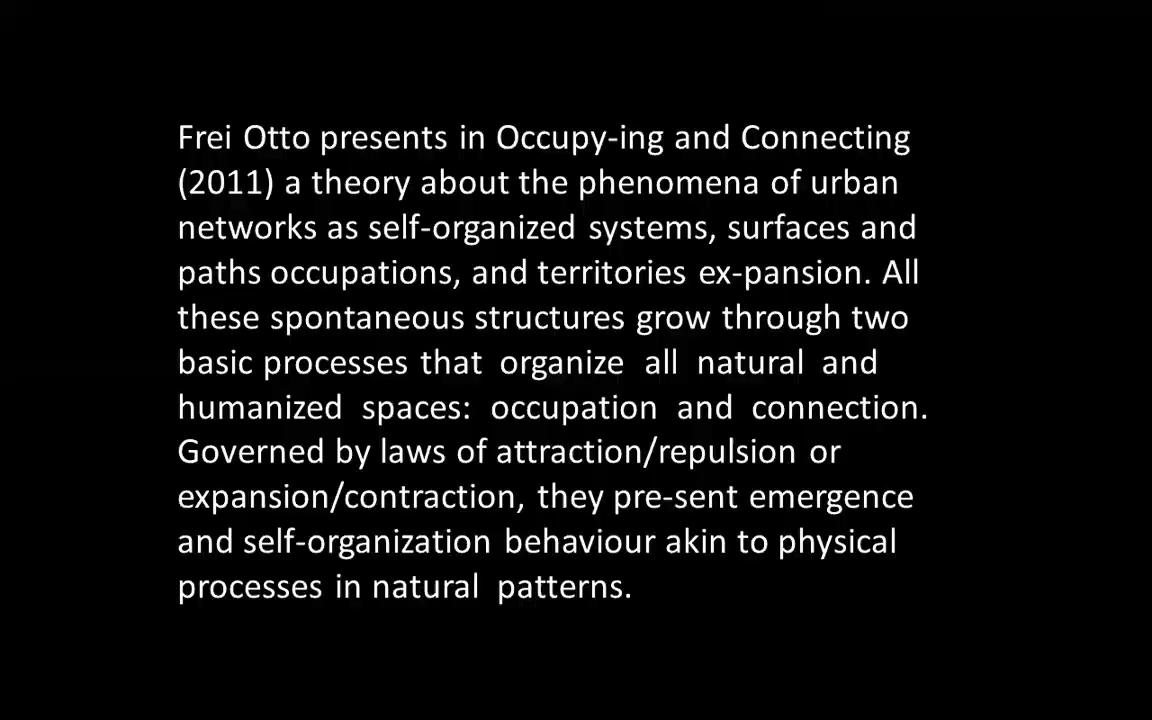 Frei Otto presents in Occupy-ing and Connecting
(2011) a theory about the phenomena of urban
networks as self-organized systems, surfaces and
paths occupations, and territories ex-pansion. All
these spontaneous structures grow through two
basic processes that organize all natural and
humanized spaces: occupation and connection.
Governed by laws of attraction/repulsion or
expansion/contraction, they pre-sent emergence
and self-organization behaviour akin to physical
processes in natural patterns.